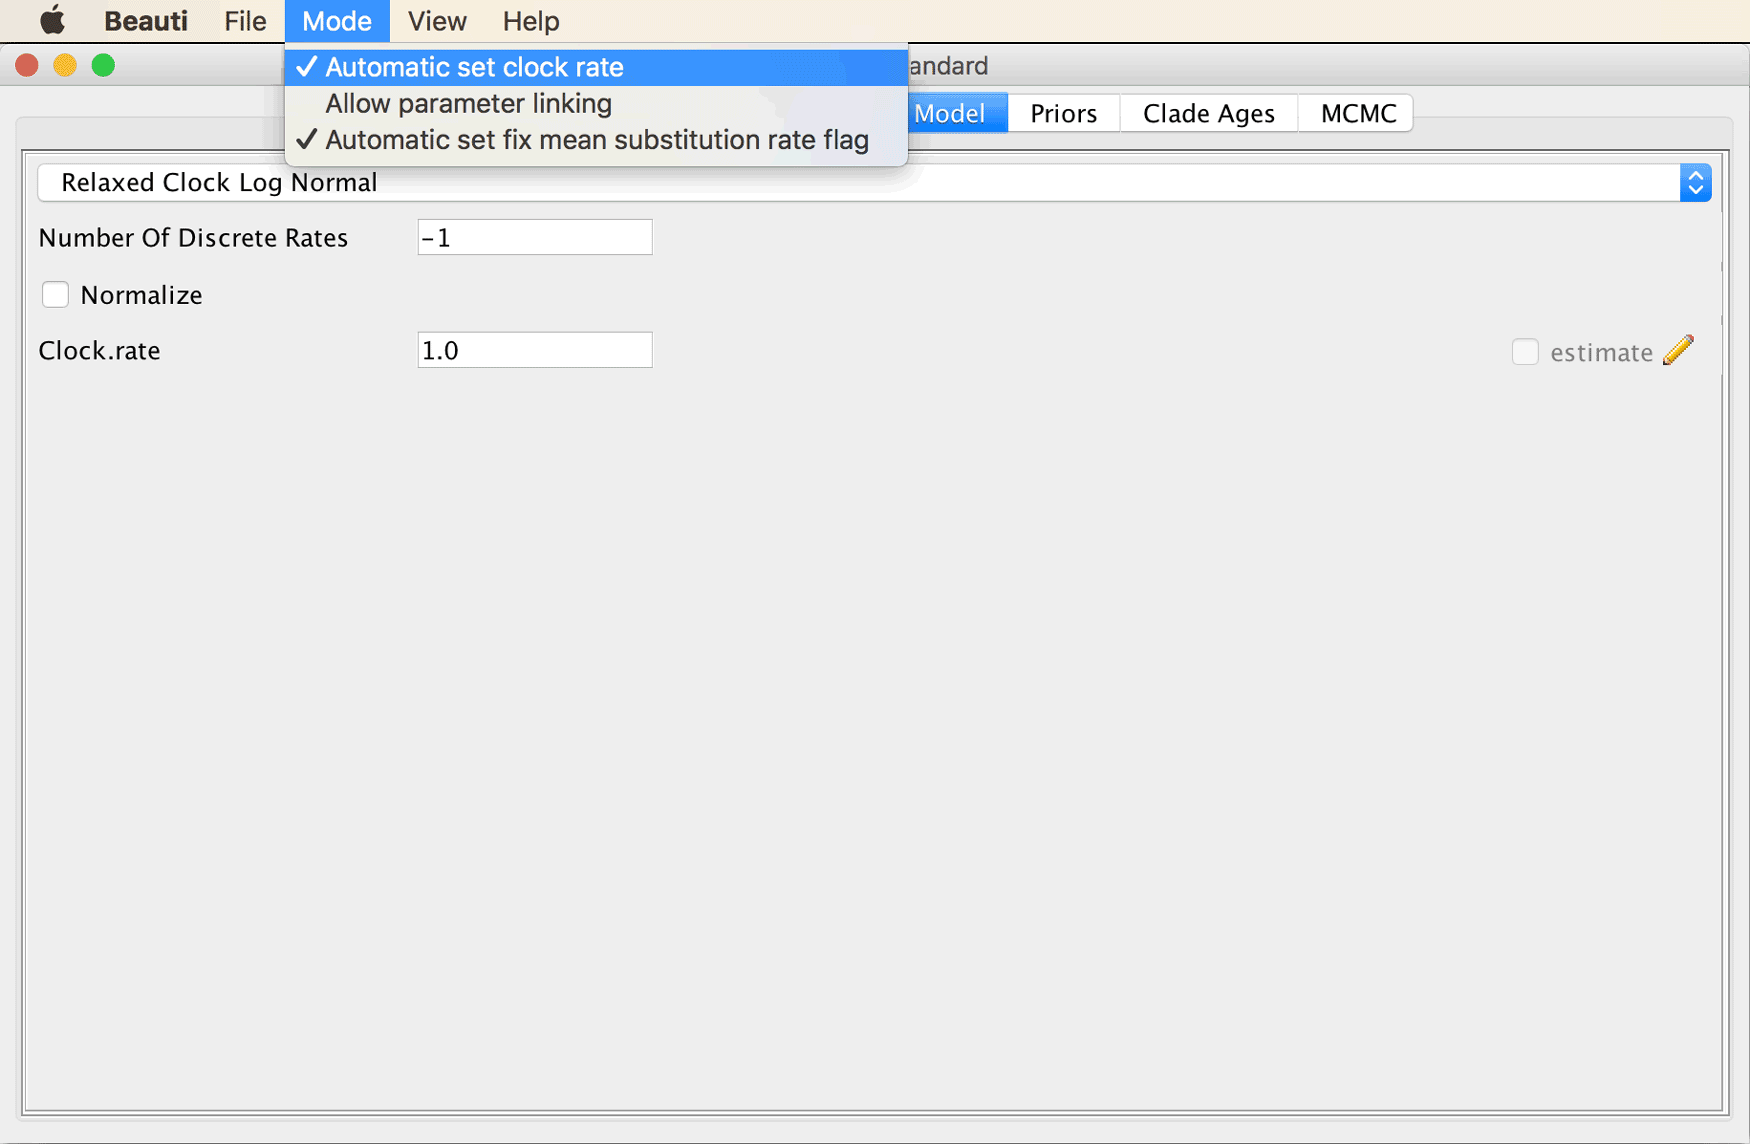 Beauti File Mode View Help
✓ Automatic set clock rate
Allow parameter linking
✓ Automatic set fix mean substitution rate flag
andard
Model Priors Clade Ages MCMC
Relaxed Clock Log Normal
Number Of Discrete Rates -1
Normalize
Clock.rate 1.0 estimate